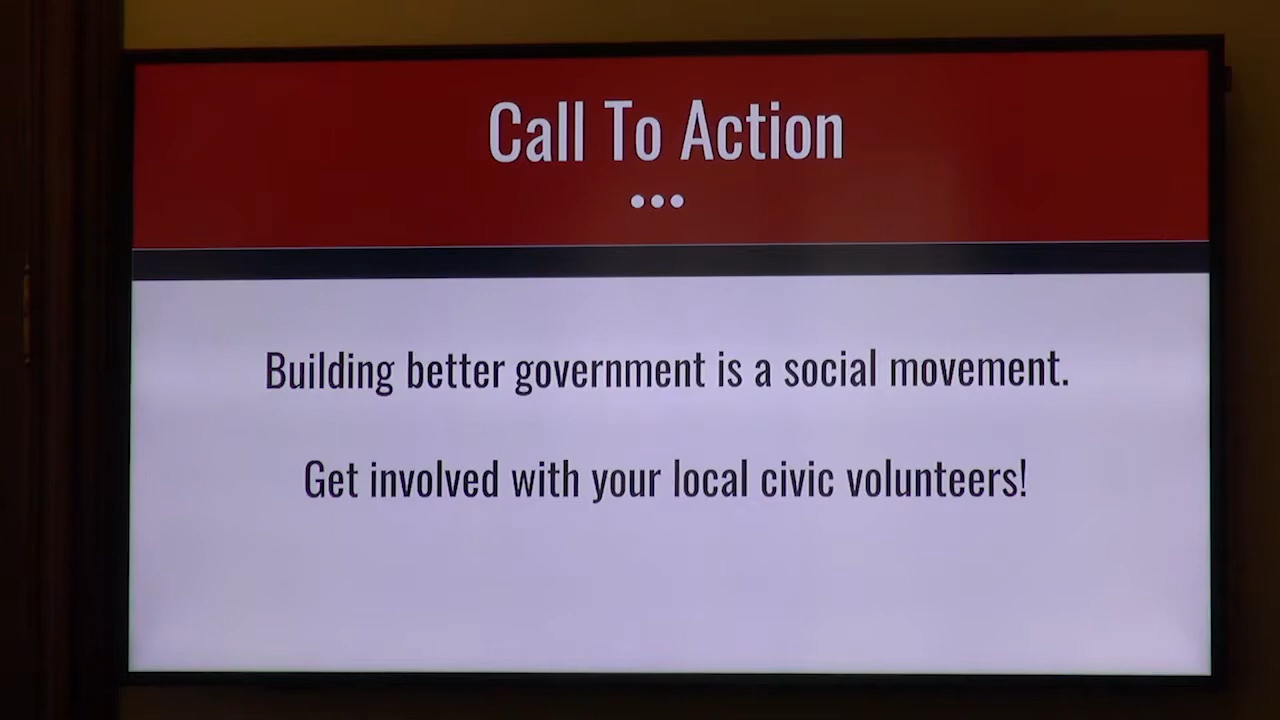 Call To Action
Building better government is a social movement.
Get involved with your local civic volunteers!